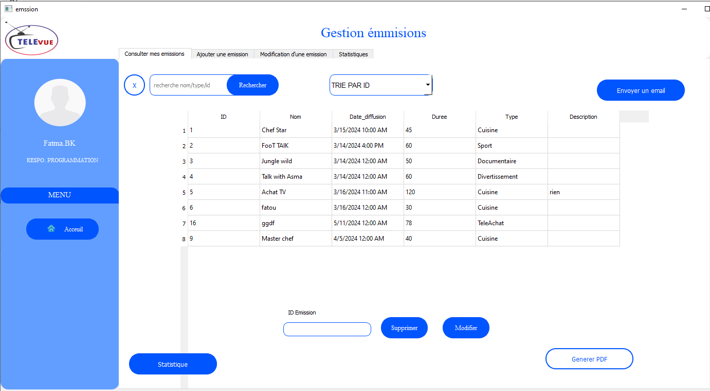 emssion
TELEVUE
Gestion émmisions
Consulter mes emissions Ajouter une emission Modification d'une emission Statistiques
X recherche nom/type/id Rechercher TRIE PAR ID Envoyer un email
Fatma.BK
RESPO. PROGRAMMATION
MENU
Acceuil
ID Nom Date_diffusion Duree Type Description
1 1 Chef Star 3/15/2024 10:00 AM 45 Cuisine
2 2 FooT TAlK 3/14/2024 4:00 PM 60 Sport
3 3 Jungle wild 3/14/2024 12:00 AM 50 Documentaire
4 4 Talk with Asma 3/14/2024 12:00 AM 60 Divertissement
5 5 Achat TV 3/16/2024 11:00 AM 120 Cuisine rien
6 6 fatou 3/16/2024 12:00 AM 30 Cuisine
7 16 ggdf 5/11/2024 12:00 AM 78 TeleAchat
8 9 Master chef 4/5/2024 12:00 AM 40 Cuisine
ID Emission
Supprimer Modifier
Statistique Generer PDF